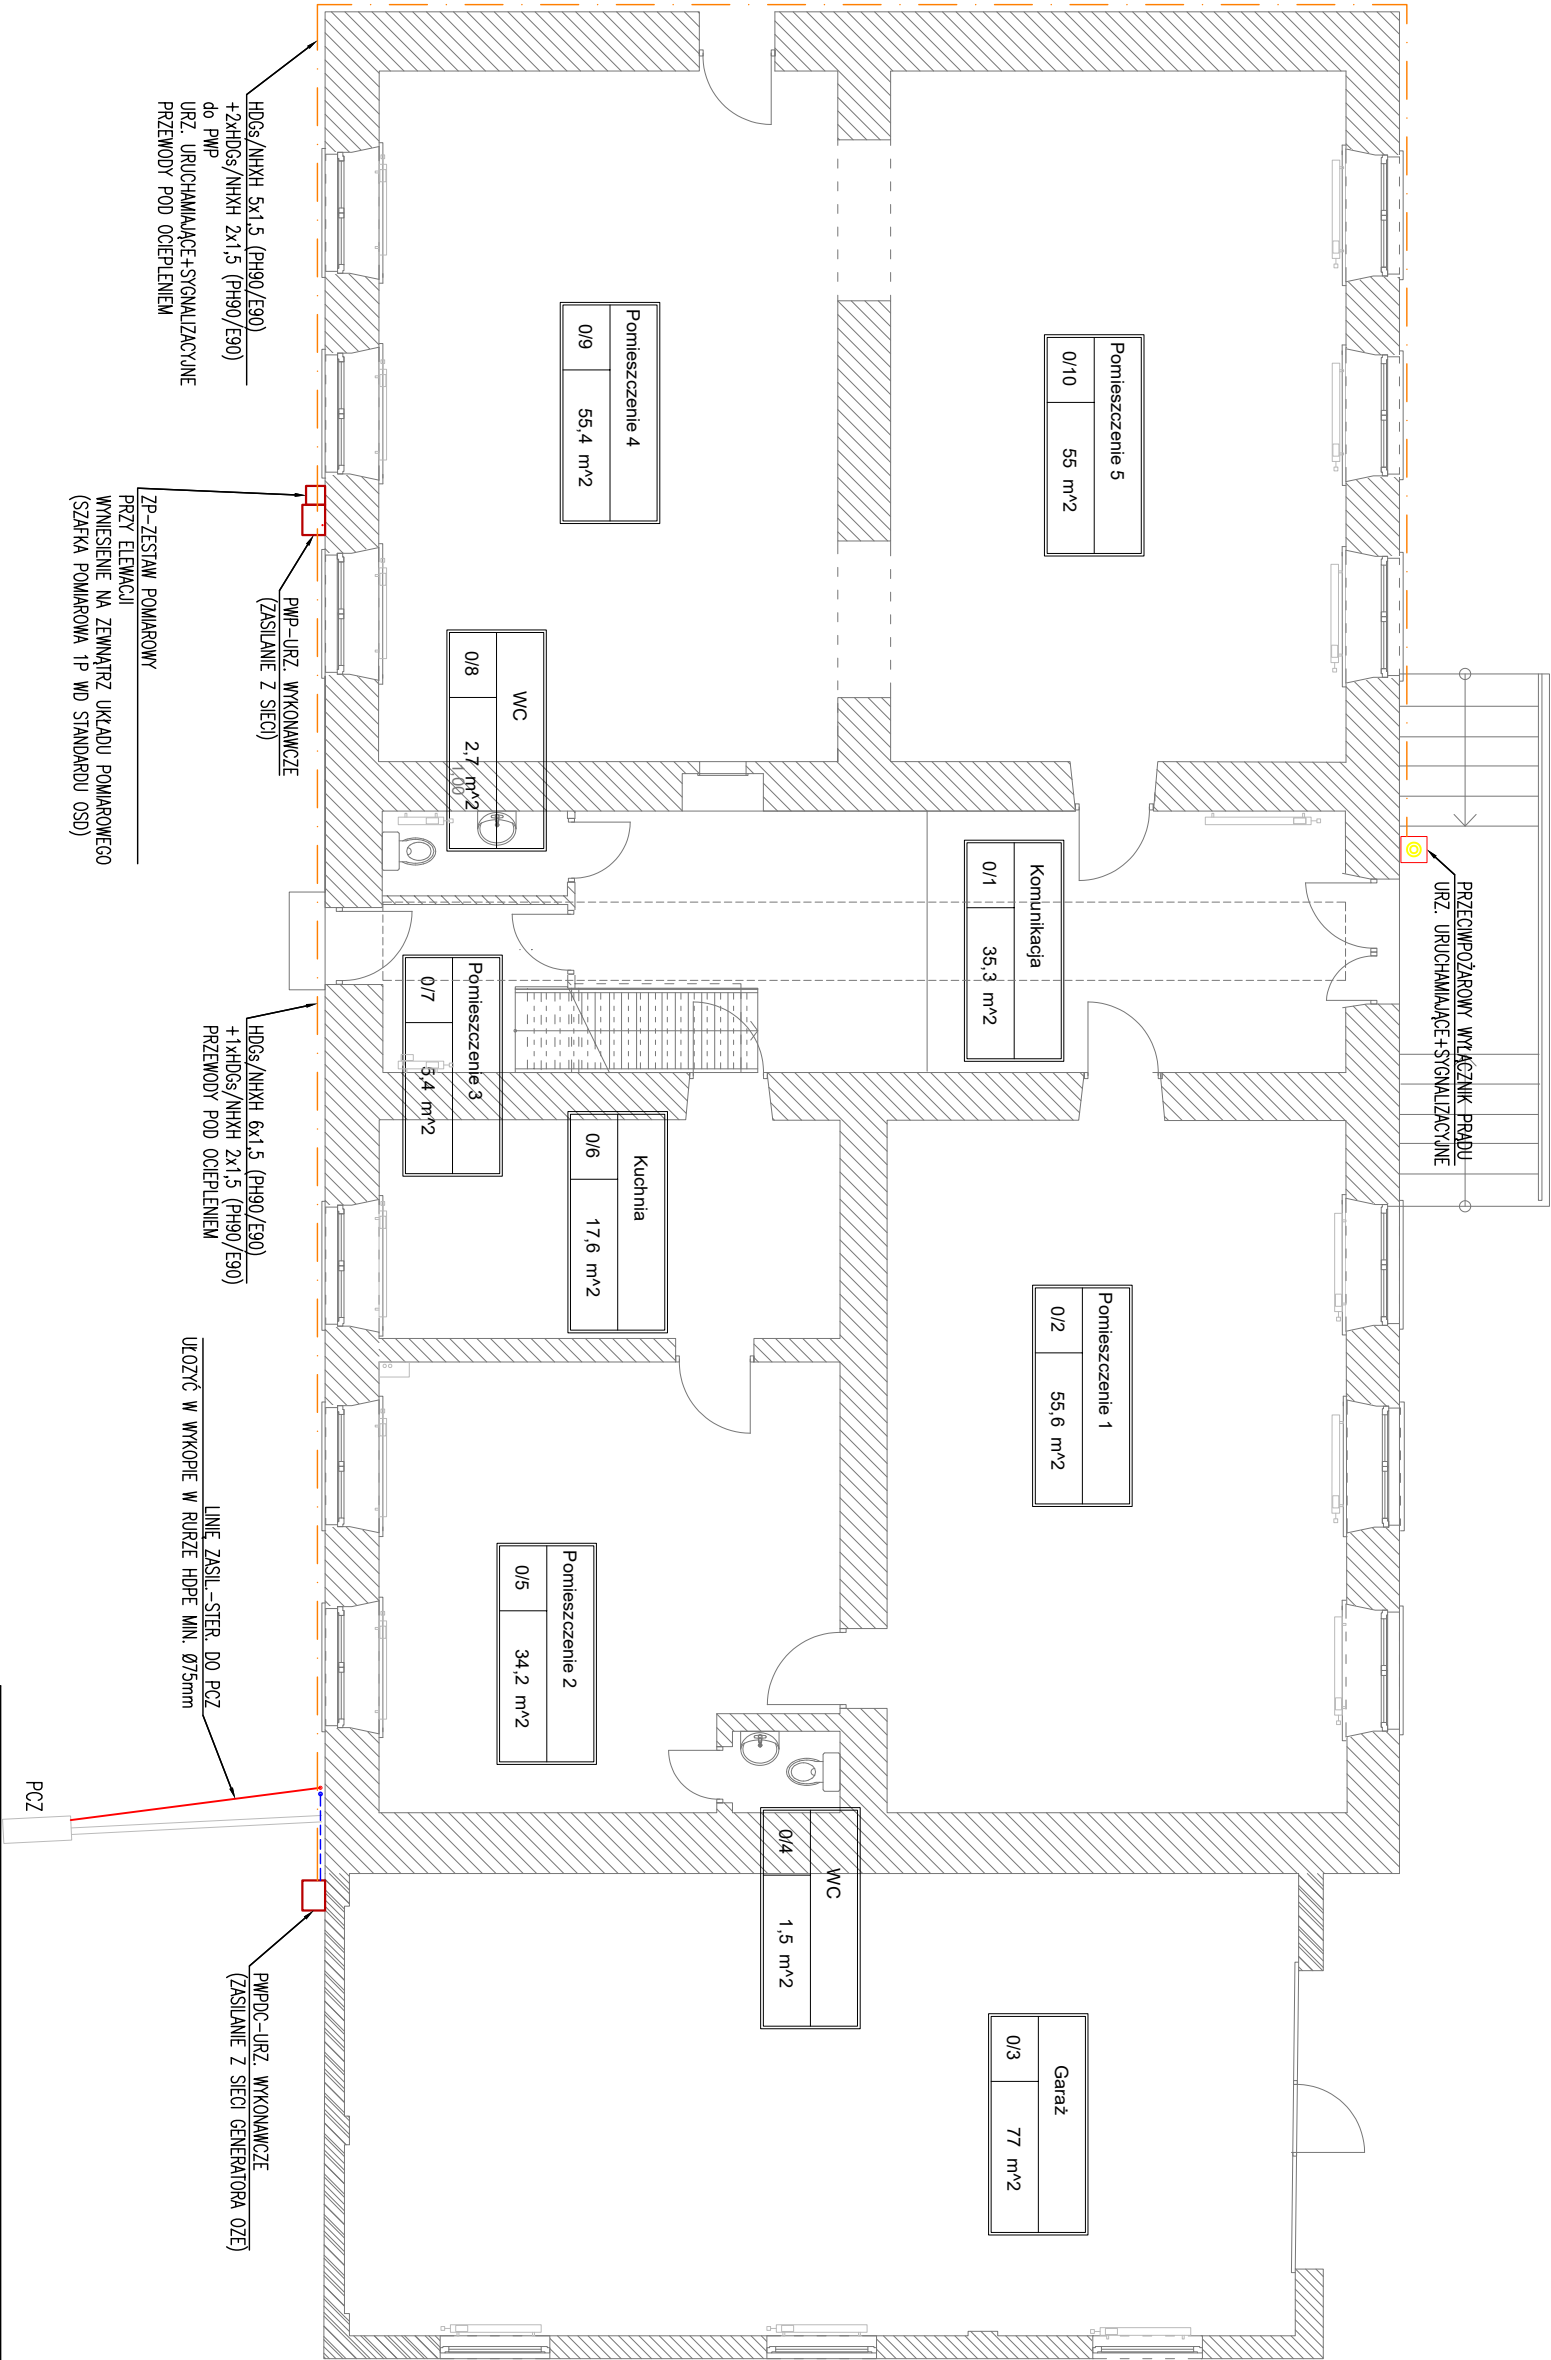 PRZECIWPOŻAROWY WYŁĄCZNIK PRĄDU
URZ. URUCHAMIAJĄCE+SYGNALIZACYJNE
Pomieszczenie 5
0/10 55 m^2
Komunikacja
0/1 35,3 m^2
Pomieszczenie 1
0/2 55,6 m^2
Garaż
0/3 77 m^2
Pomieszczenie 4
0/9 55,4 m^2
WC
0/8 2,7 m^2
1,00
Pomieszczenie 3
0/7 5,4 m^2
Kuchnia
0/6 17,6 m^2
Pomieszczenie 2
0/5 34,2 m^2
WC
0/4 1,5 m^2
HDGs/NHXH 5x1,5 (PH90/E90)
+2xHDGs/NHXH 2x1,5 (PH90/E90)
do PWP
URZ. URUCHAMIAJĄCE+SYGNALIZACYJNE
PRZEWODY POD OCIEPLENIEM
PWP-URZ. WYKONAWCZE
(ZASILANIE Z SIECI)
ZP-ZESTAW POMIAROWY
PRZY ELEWACJI
WYNIESIENIE NA ZEWNĄTRZ UKŁADU POMIAROWEGO
(SZAFKA POMIAROWA 1P WD STANDARDU OSD)
HDGs/NHXH 6x1,5 (PH90/E90)
+1xHDGs/NHXH 2x1,5 (PH90/E90)
PRZEWODY POD OCIEPLENIEM
LINIĘ ZASIL.-STER. DO PCZ
UŁOŻYĆ W WYKOPIE W RURZE HDPE MIN. Ø75mm
PCZ
PWPDC-URZ. WYKONAWCZE
(ZASILANIE Z SIECI GENERATORA OZE)